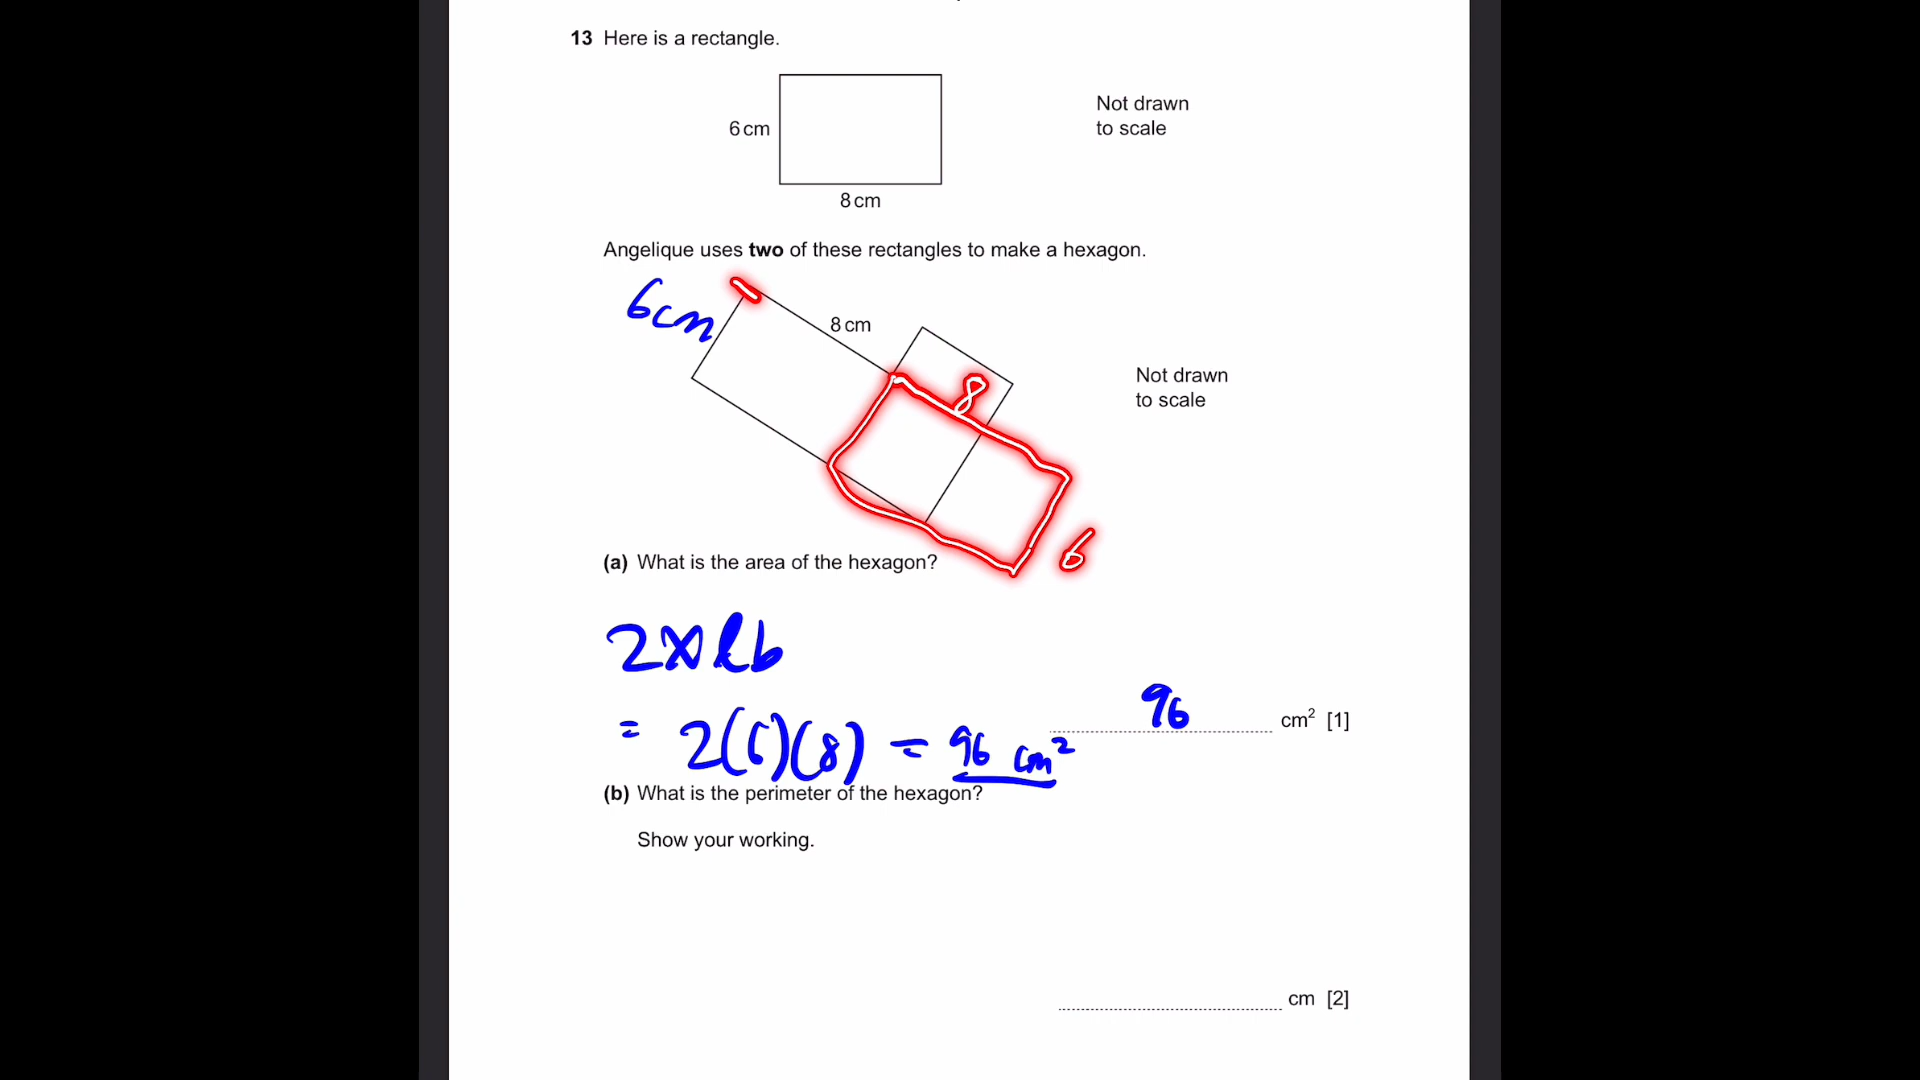 13 Here is a rectangle.
Not drawn
to scale
6 cm
8 cm
Angelique uses two of these rectangles to make a hexagon.
6cm
8 cm
8
Not drawn
to scale
6
(a) What is the area of the hexagon?
2×lb
= 2(6)(8) = 96 cm²
96 cm² [1]
(b) What is the perimeter of the hexagon?
Show your working.
cm [2]